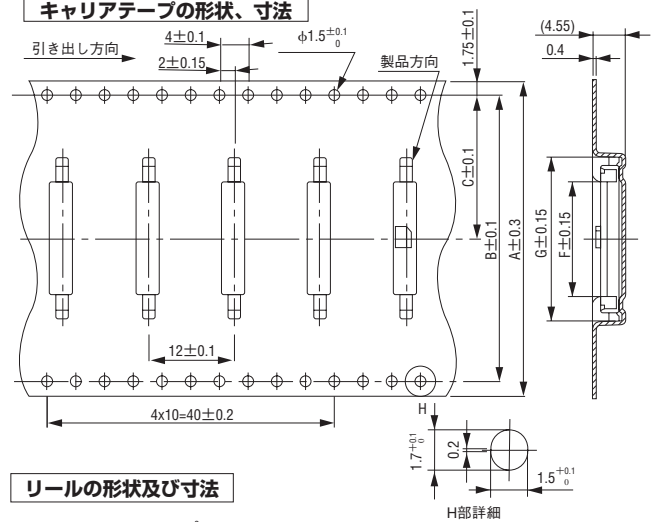 キャリアテープの形状、寸法
引き出し方向
4±0.1
2±0.15
φ1.5 +0.1 0
製品方向
1.75±0.1
(4.55)
0.4
C±0.1
B±0.1
A±0.3
G±0.15
F±0.15
12±0.1
4x10=40±0.2
H
1.7 +0.1 0
0.2
1.5 +0.1 0
H部詳細
リールの形状及び寸法